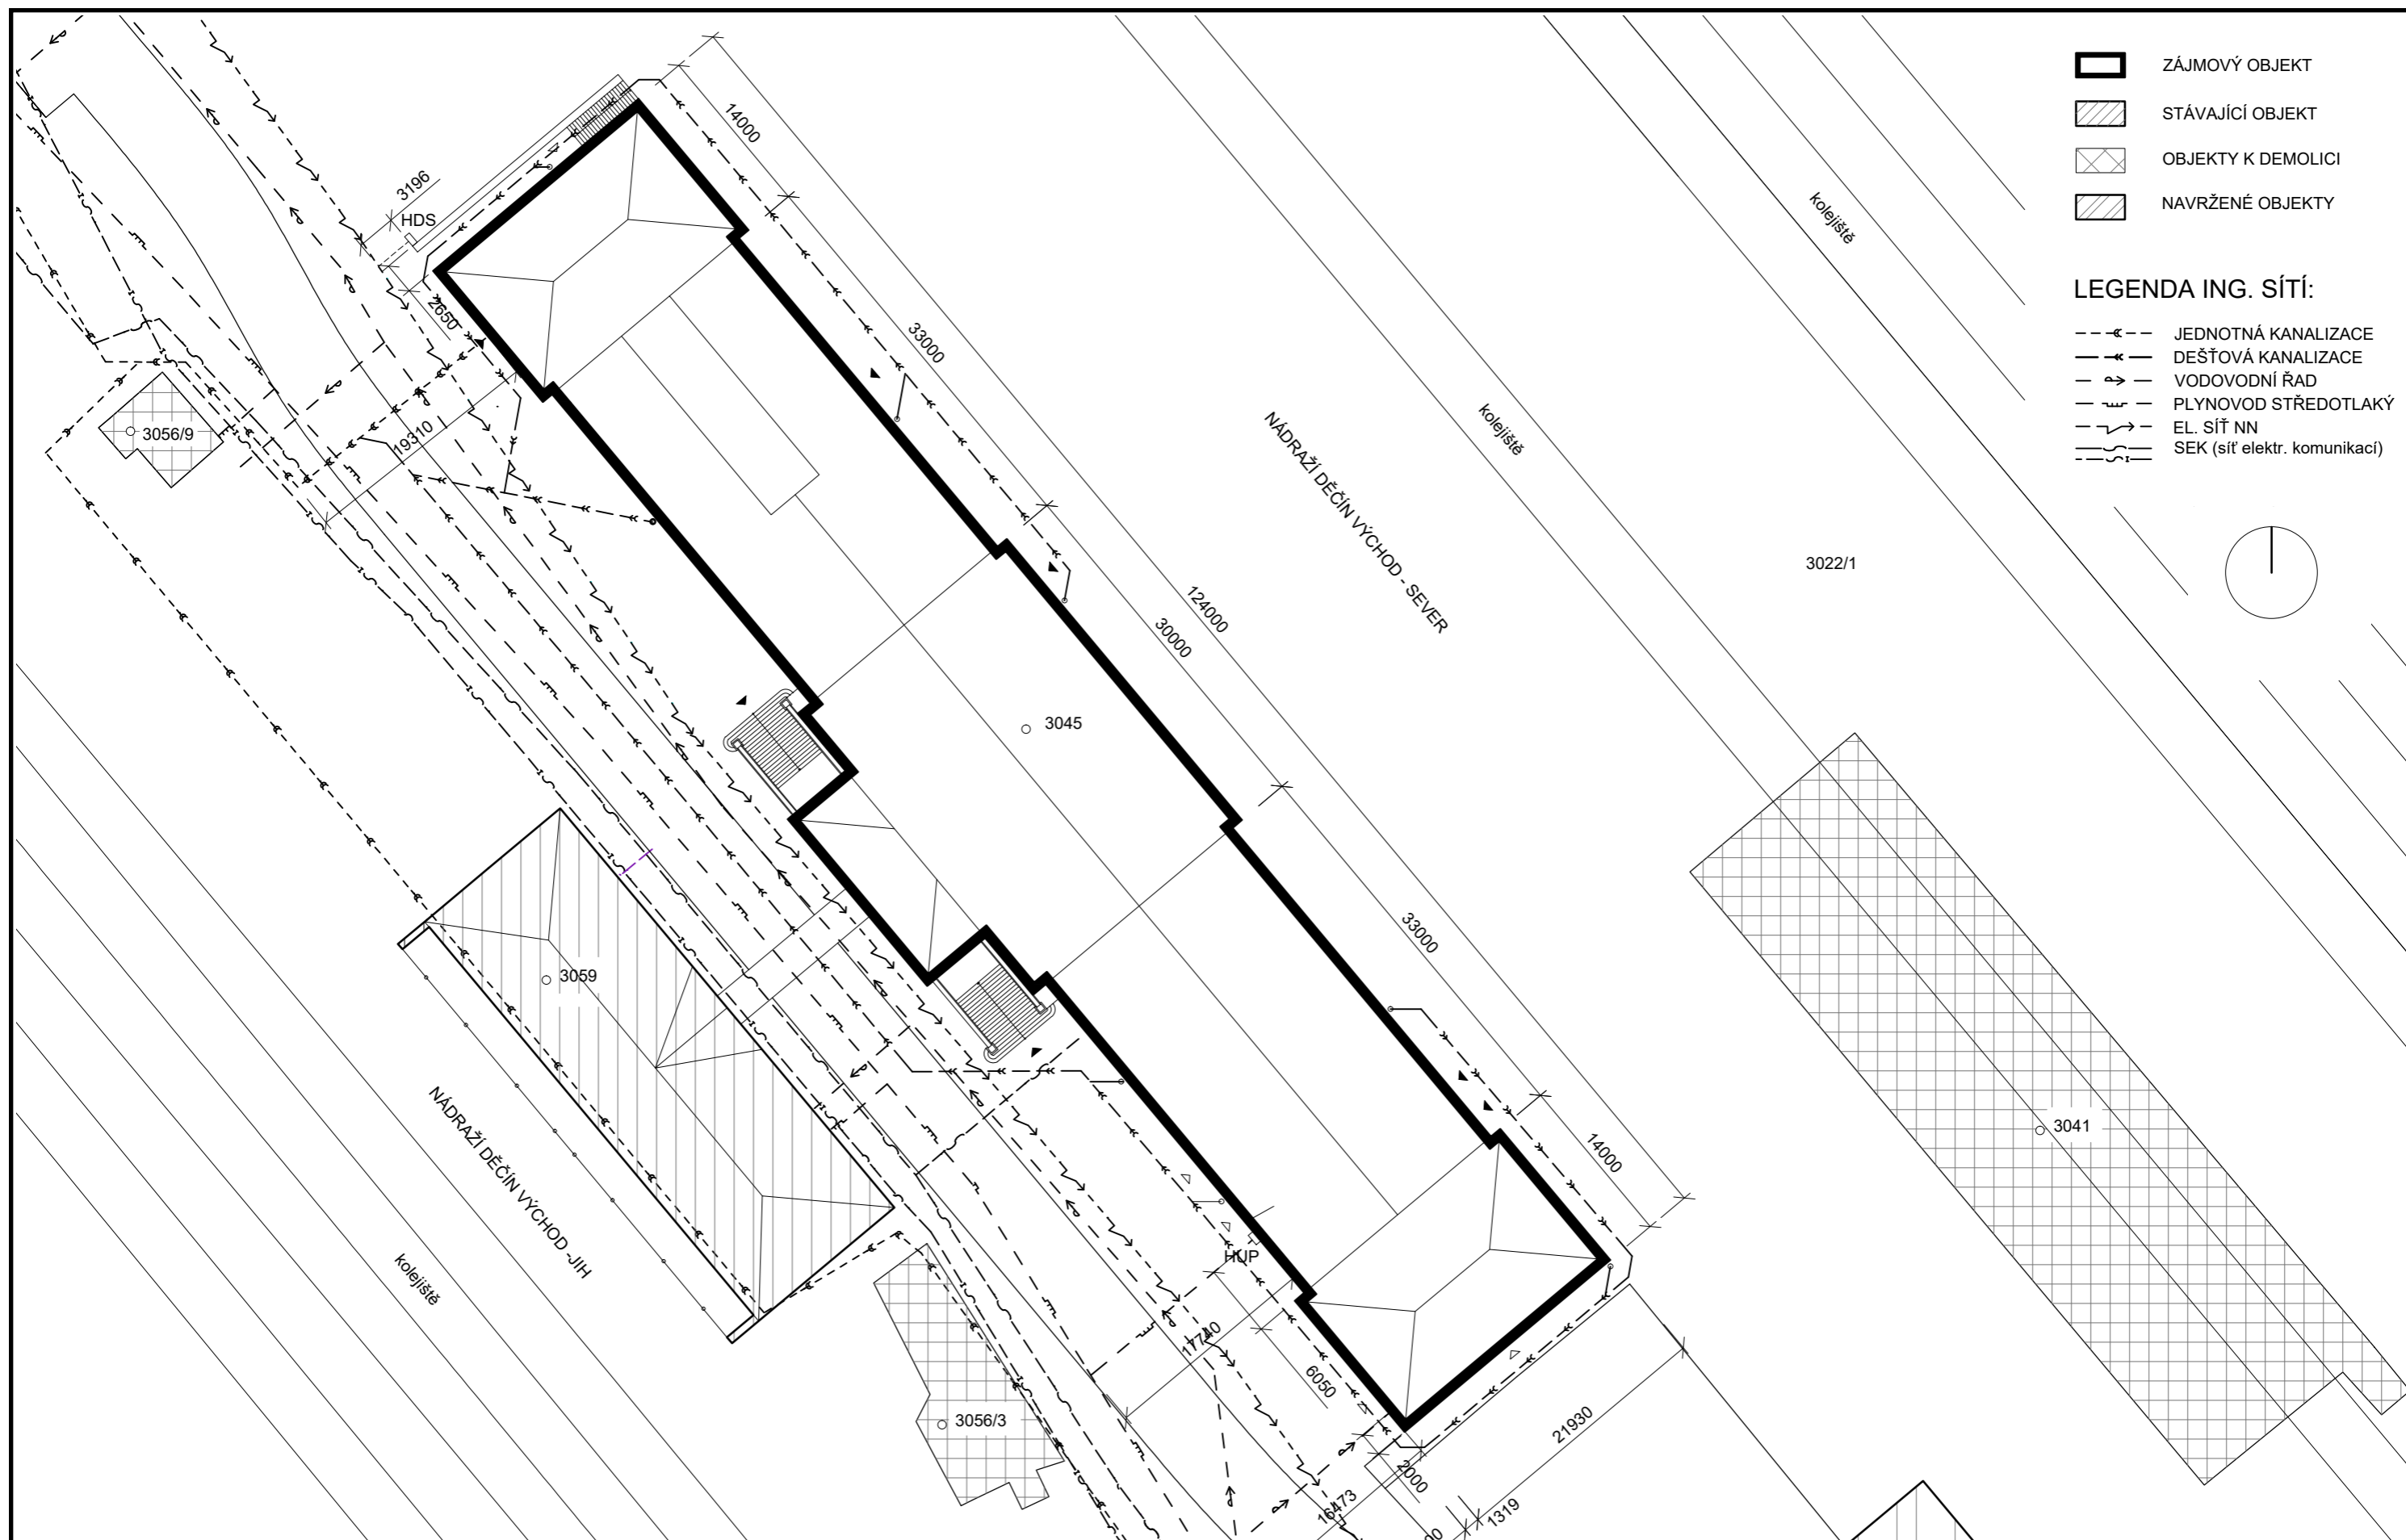 ZÁJMOVÝ OBJEKT
STÁVAJÍCÍ OBJEKT
OBJEKTY K DEMOLICI
NAVRŽENÉ OBJEKTY
LEGENDA ING. SÍTÍ:
JEDNOTNÁ KANALIZACE
DEŠŤOVÁ KANALIZACE
VODOVODNÍ ŘAD
PLYNOVOD STŘEDOTLAKÝ
EL. SÍŤ NN
SEK (síť elektr. komunikací)
14000
3196
HDS
2650
33000
kolejiště
19310
3056/9
kolejiště
NÁDRAŽÍ DĚČÍN VÝCHOD - SEVER
3022/1
124000
30000
3045
33000
3059
3041
14000
NÁDRAŽÍ DĚČÍN VÝCHOD -JIH
kolejiště
HUP
17740
6050
3056/3
21930
2000
16473
1319